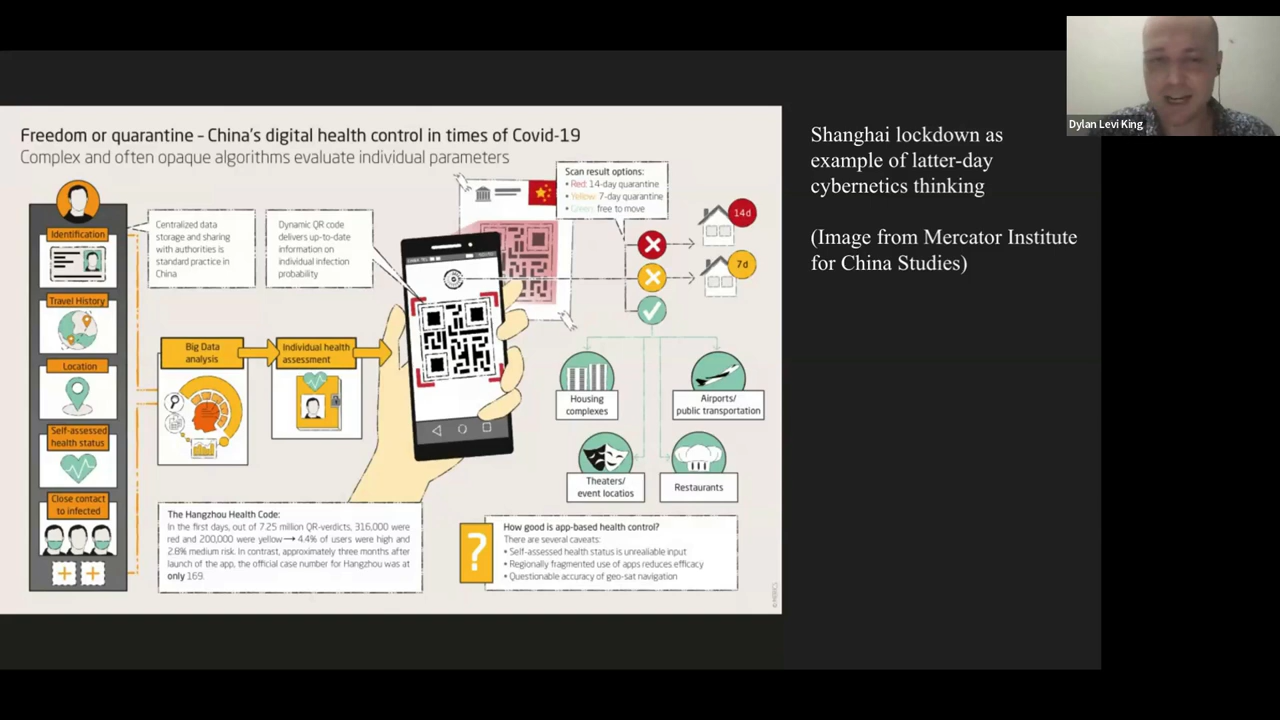 Freedom or quarantine – China's digital health control in times of Covid-19
Complex and often opaque algorithms evaluate individual parameters
Identification
Travel History
Location
Self-assessed
health status
Close contact
to infected
Centralized data
storage and sharing
with authorities is
standard practice in
China
Dynamic QR code
delivers up-to-date
information on
individual infection
probability
Big Data
analysis
Individual health
assessment
Scan result options:
• Red: 14-day quarantine
• Yellow: 7-day quarantine
• Green: free to move
14d
7d
Housing
complexes
Airports/
public transportation
Theaters/
event locatios
Restaurants
The Hangzhou Health Code:
In the first days, out of 7.25 million QR-verdicts, 316,000 were
red and 200,000 were yellow → 4.4% of users were high and
2.8% medium risk. In contrast, approximately three months after
launch of the app, the official case number for Hangzhou was at
only 169.
?
How good is app-based health control?
There are several caveats:
• Self-assessed health status is unrealiable input
• Regionally fragmented use of apps reduces efficacy
• Questionable accuracy of geo-sat navigation
© MERICS
Shanghai lockdown as
example of latter-day
cybernetics thinking
(Image from Mercator Institute
for China Studies)
Dylan Levi King